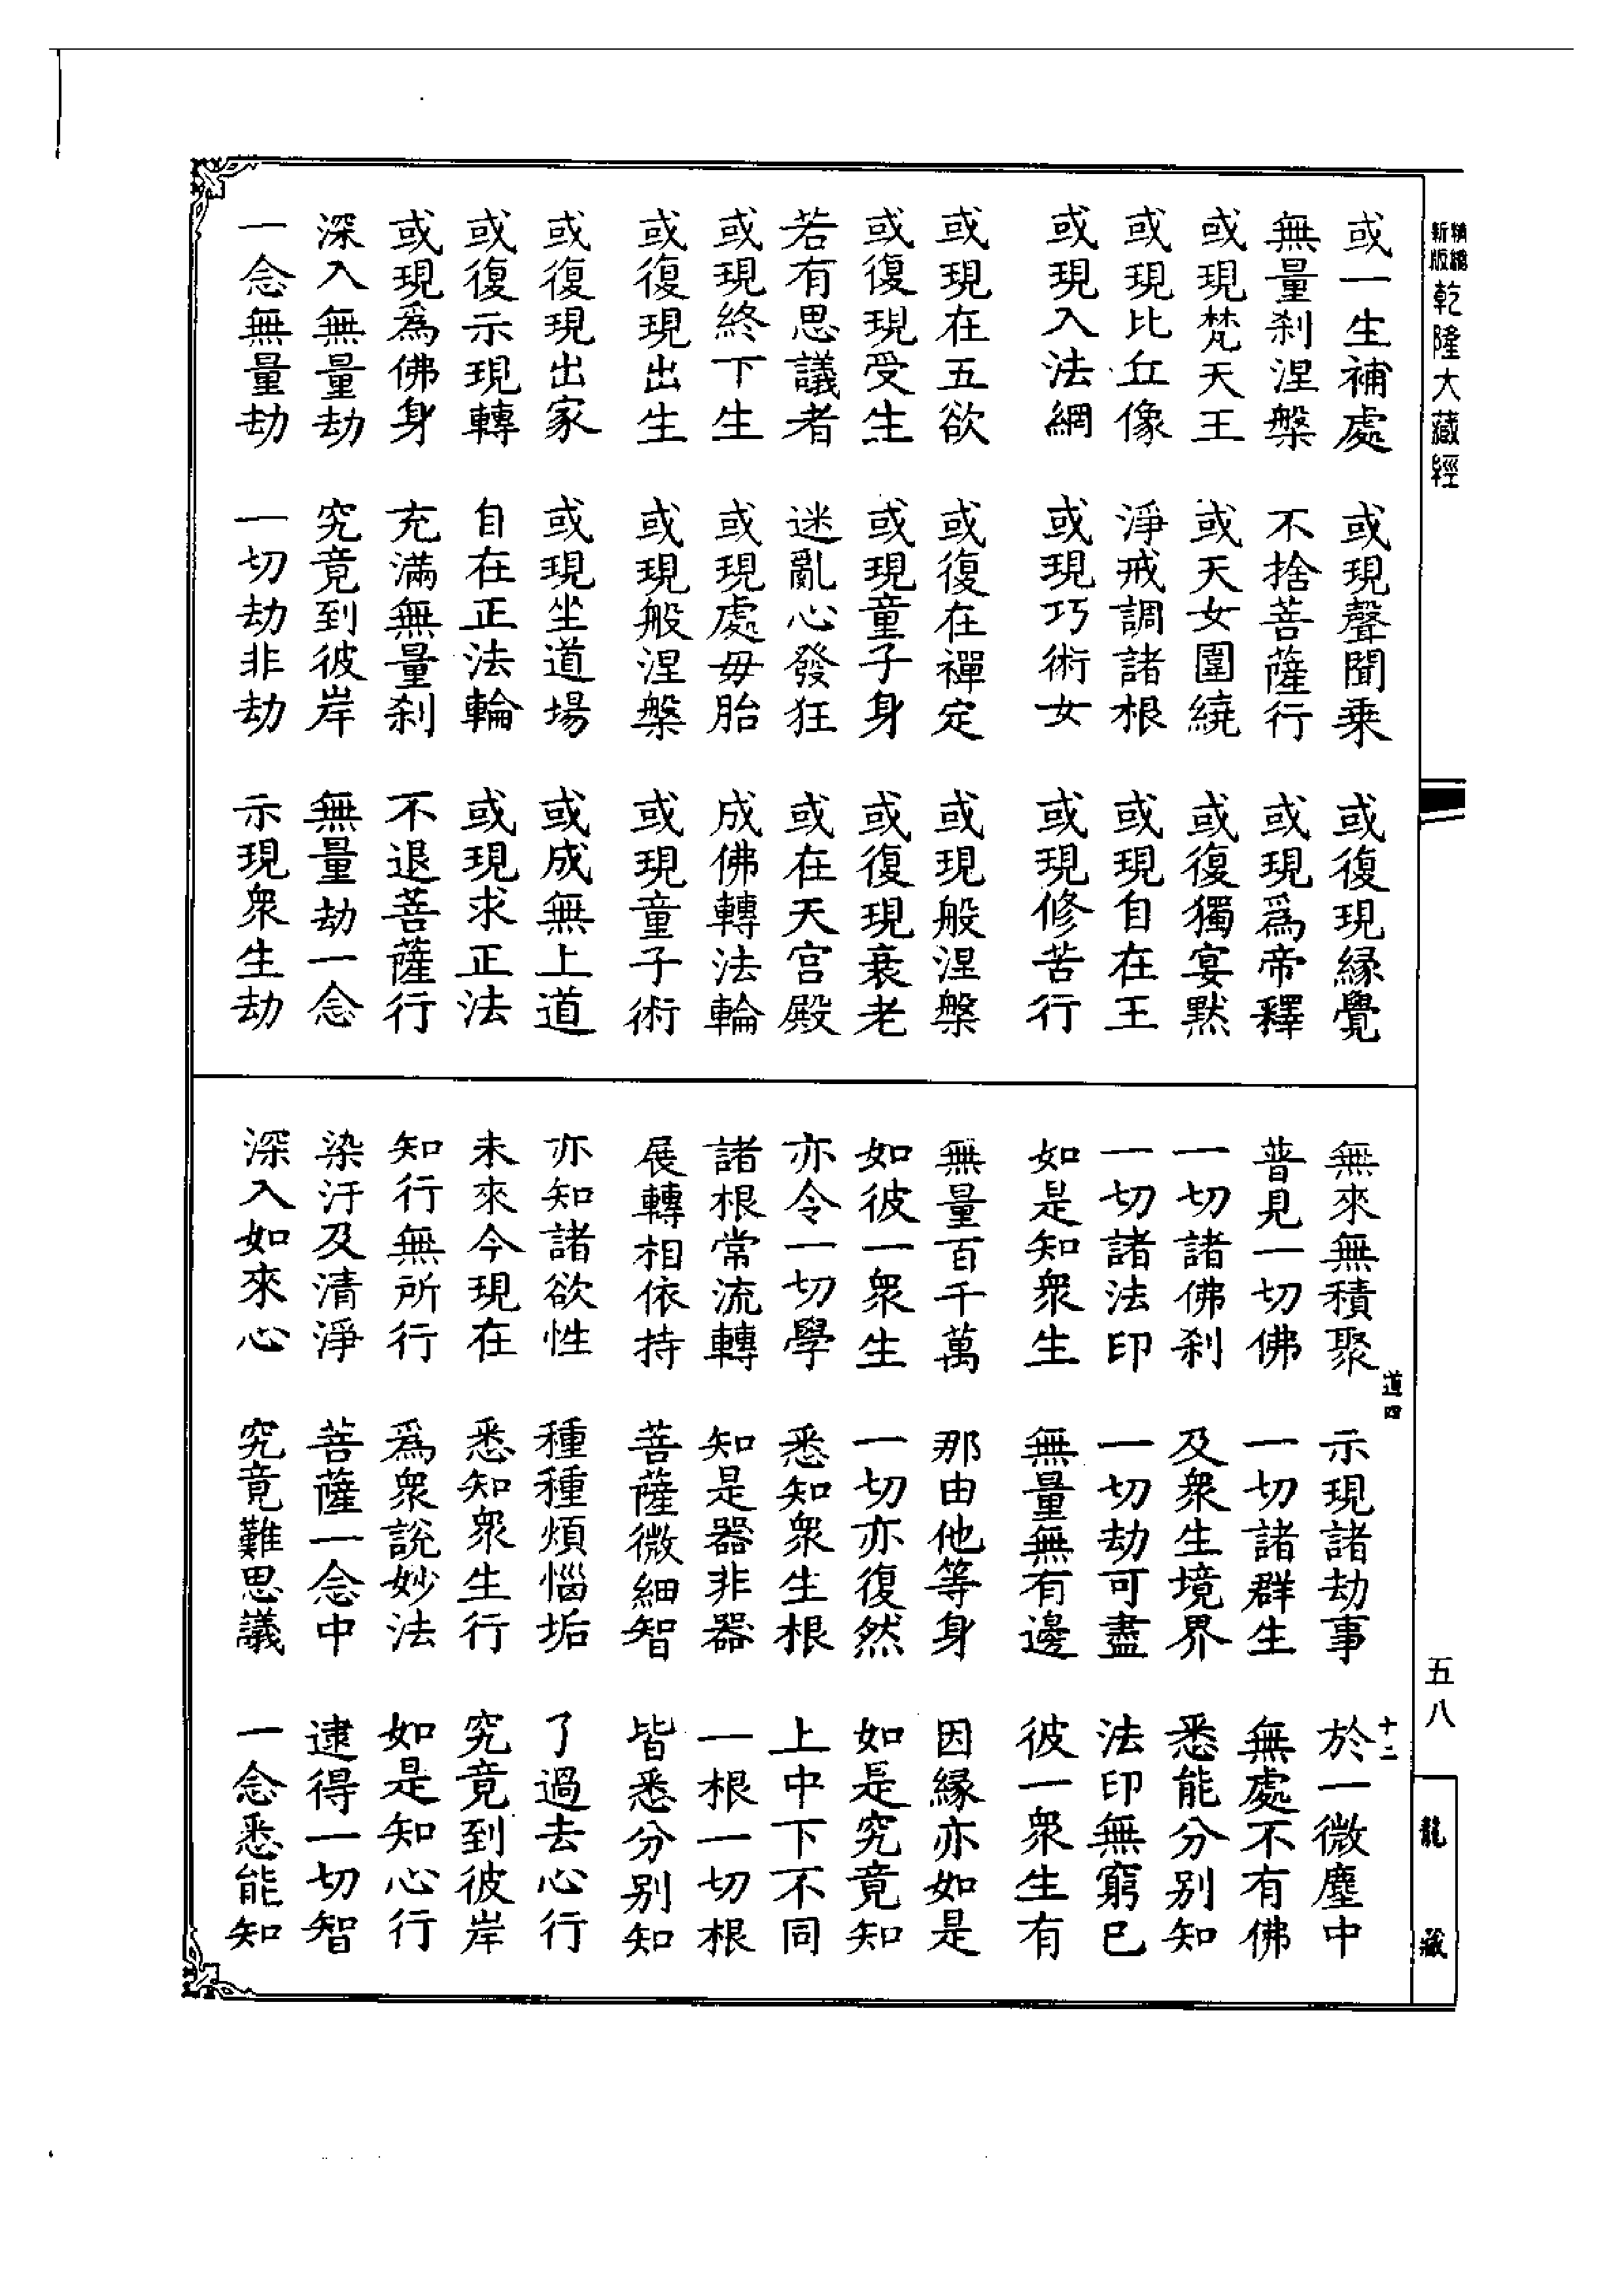 精縮
新版
乾隆大藏經
或一生補處　或現聲聞乘　或復現緣覺
無量剎涅槃　不捨菩薩行　或現爲帝釋
或現梵天王　或天女圍繞　或復獨宴默
或現比丘像　淨戒調諸根　或現自在王
或現入法網　或現巧術女　或現修苦行
或現在五欲　或復在禪定　或現般涅槃
或復現受生　或現童子身　或復現衰老
若有思議者　迷亂心發狂　或在天宮殿
或現終下生　或現處毋胎　成佛轉法輪
或復現出生　或現般涅槃　或現童子術
或復現出家　或現坐道場　或成無上道
或復示現轉　自在正法輪　或現求正法
或現爲佛身　充滿無量剎　不退菩薩行
深入無量劫　究竟到彼岸　無量劫一念
一念無量劫　一切劫非劫　示現衆生劫
無來無積聚　示現諸劫事　於一微塵中
普見一切佛　一切諸群生　無處不有佛
一切諸佛剎　及衆生境界　悉能分別知
一切諸法印　一切劫可盡　法印無窮已
如是知衆生　無量無有邊　彼一衆生有
無量百千萬　那由他等身　因緣亦如是
如彼一衆生　一切亦復然　如是究竟知
亦令一切學　悉知衆生根　上中下不同
諸根常流轉　知是器非器　一根一切根
展轉相依持　菩薩微細智　皆悉分別知
亦知諸欲性　種種煩惱垢　了過去心行
未來今現在　悉知衆生行　究竟到彼岸
知行無所行　爲衆說妙法　如是知心行
染汙及清淨　菩薩一念中　逮得一切智
深入如來心　究竟難思議　一念悉能知
道四
十二
五八
龍藏